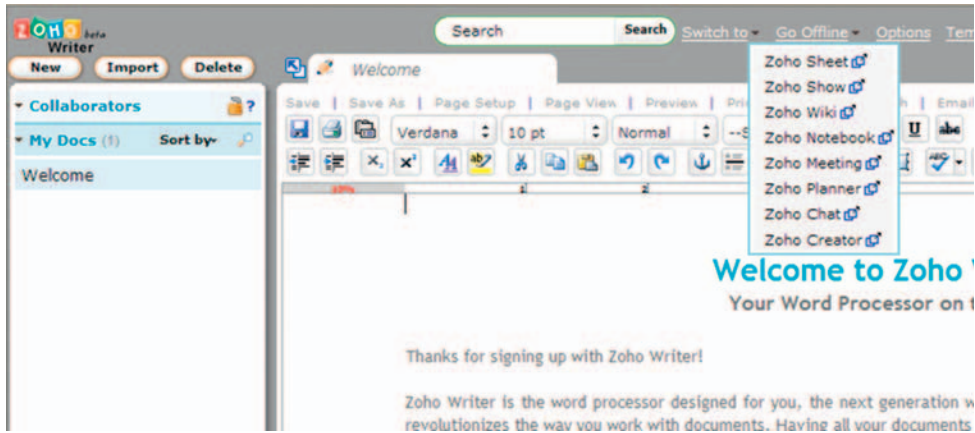 ZOHO beta
Writer
Search Search Switch to Go Offline Options
New Import Delete
Welcome
Collaborators ?
My Docs (1) Sort by
Welcome
Save | Save As | Page Setup | Page View | Preview |
Verdana 10 pt Normal
Zoho Sheet
Zoho Show
Zoho Wiki
Zoho Notebook
Zoho Meeting
Zoho Planner
Zoho Chat
Zoho Creator
1 2
Welcome to Zoho
Your Word Processor on
Thanks for signing up with Zoho Writer!
Zoho Writer is the word processor designed for you, the next generation
revolutionizes the way you work with documents. Having all your documents